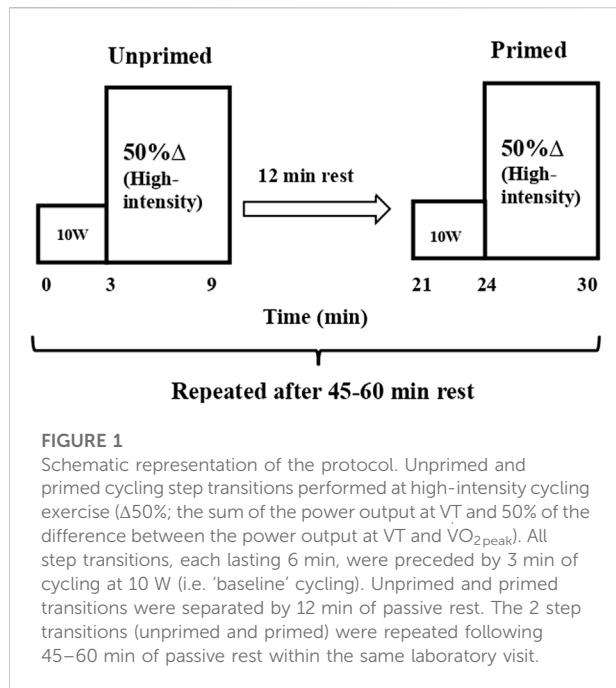 Unprimed Primed
50%Δ
(High-
intensity)
12 min rest
50%Δ
(High-
intensity)
10W
10W
0 3 9 21 24 30
Time (min)
Repeated after 45-60 min rest
FIGURE 1
Schematic representation of the protocol. Unprimed and
primed cycling step transitions performed at high-intensity cycling
exercise (Δ50%; the sum of the power output at VT and 50% of the
difference between the power output at VT and V̇O2peak). All
step transitions, each lasting 6 min, were preceded by 3 min of
cycling at 10 W (i.e. ‘baseline’ cycling). Unprimed and primed
transitions were separated by 12 min of passive rest. The 2 step
transitions (unprimed and primed) were repeated following
45–60 min of passive rest within the same laboratory visit.